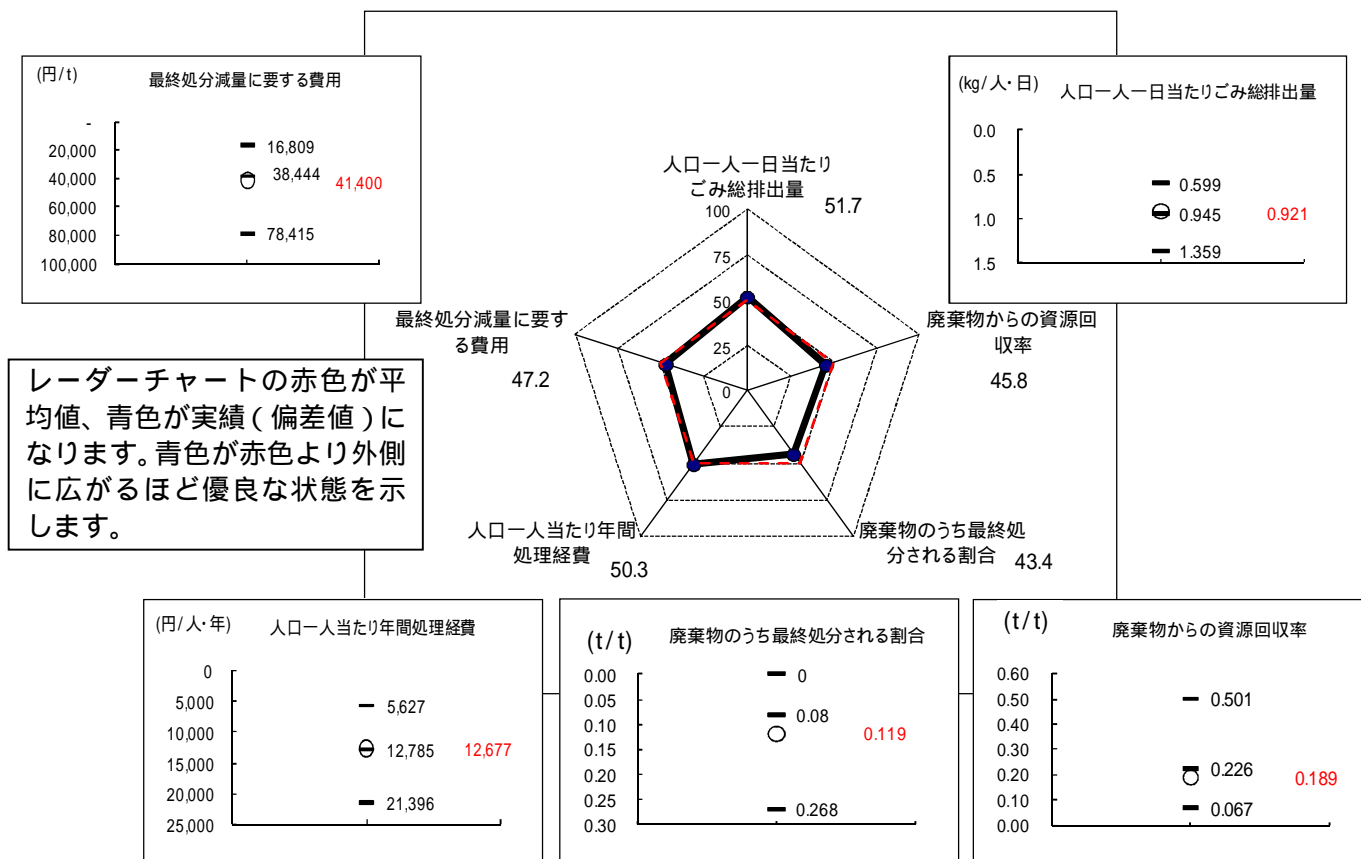 (円/t)
最終処分減量に要する費用
-
20,000
40,000
60,000
80,000
100,000
16,809
38,444
41,400
78,415
(kg/人・日)
人口一人一日当たりごみ総排出量
0.0
0.5
1.0
1.5
0.599
0.945
0.921
1.359
人口一人一日当たり
ごみ総排出量
51.7
100
75
50
25
0
廃棄物からの資源回
収率
45.8
最終処分減量に要す
る費用
47.2
人口一人当たり年間
処理経費
50.3
廃棄物のうち最終処
分される割合
43.4
レーダーチャートの赤色が平
均値、青色が実績(偏差値)に
なります。青色が赤色より外側
に広がるほど優良な状態を示
します。
(円/人・年)
人口一人当たり年間処理経費
0
5,000
10,000
15,000
20,000
25,000
5,627
12,785
12,677
21,396
(t/t)
廃棄物のうち最終処分される割合
0.00
0.05
0.10
0.15
0.20
0.25
0.30
0
0.08
0.119
0.268
(t/t)
廃棄物からの資源回収率
0.60
0.50
0.40
0.30
0.20
0.10
0.00
0.501
0.226
0.189
0.067